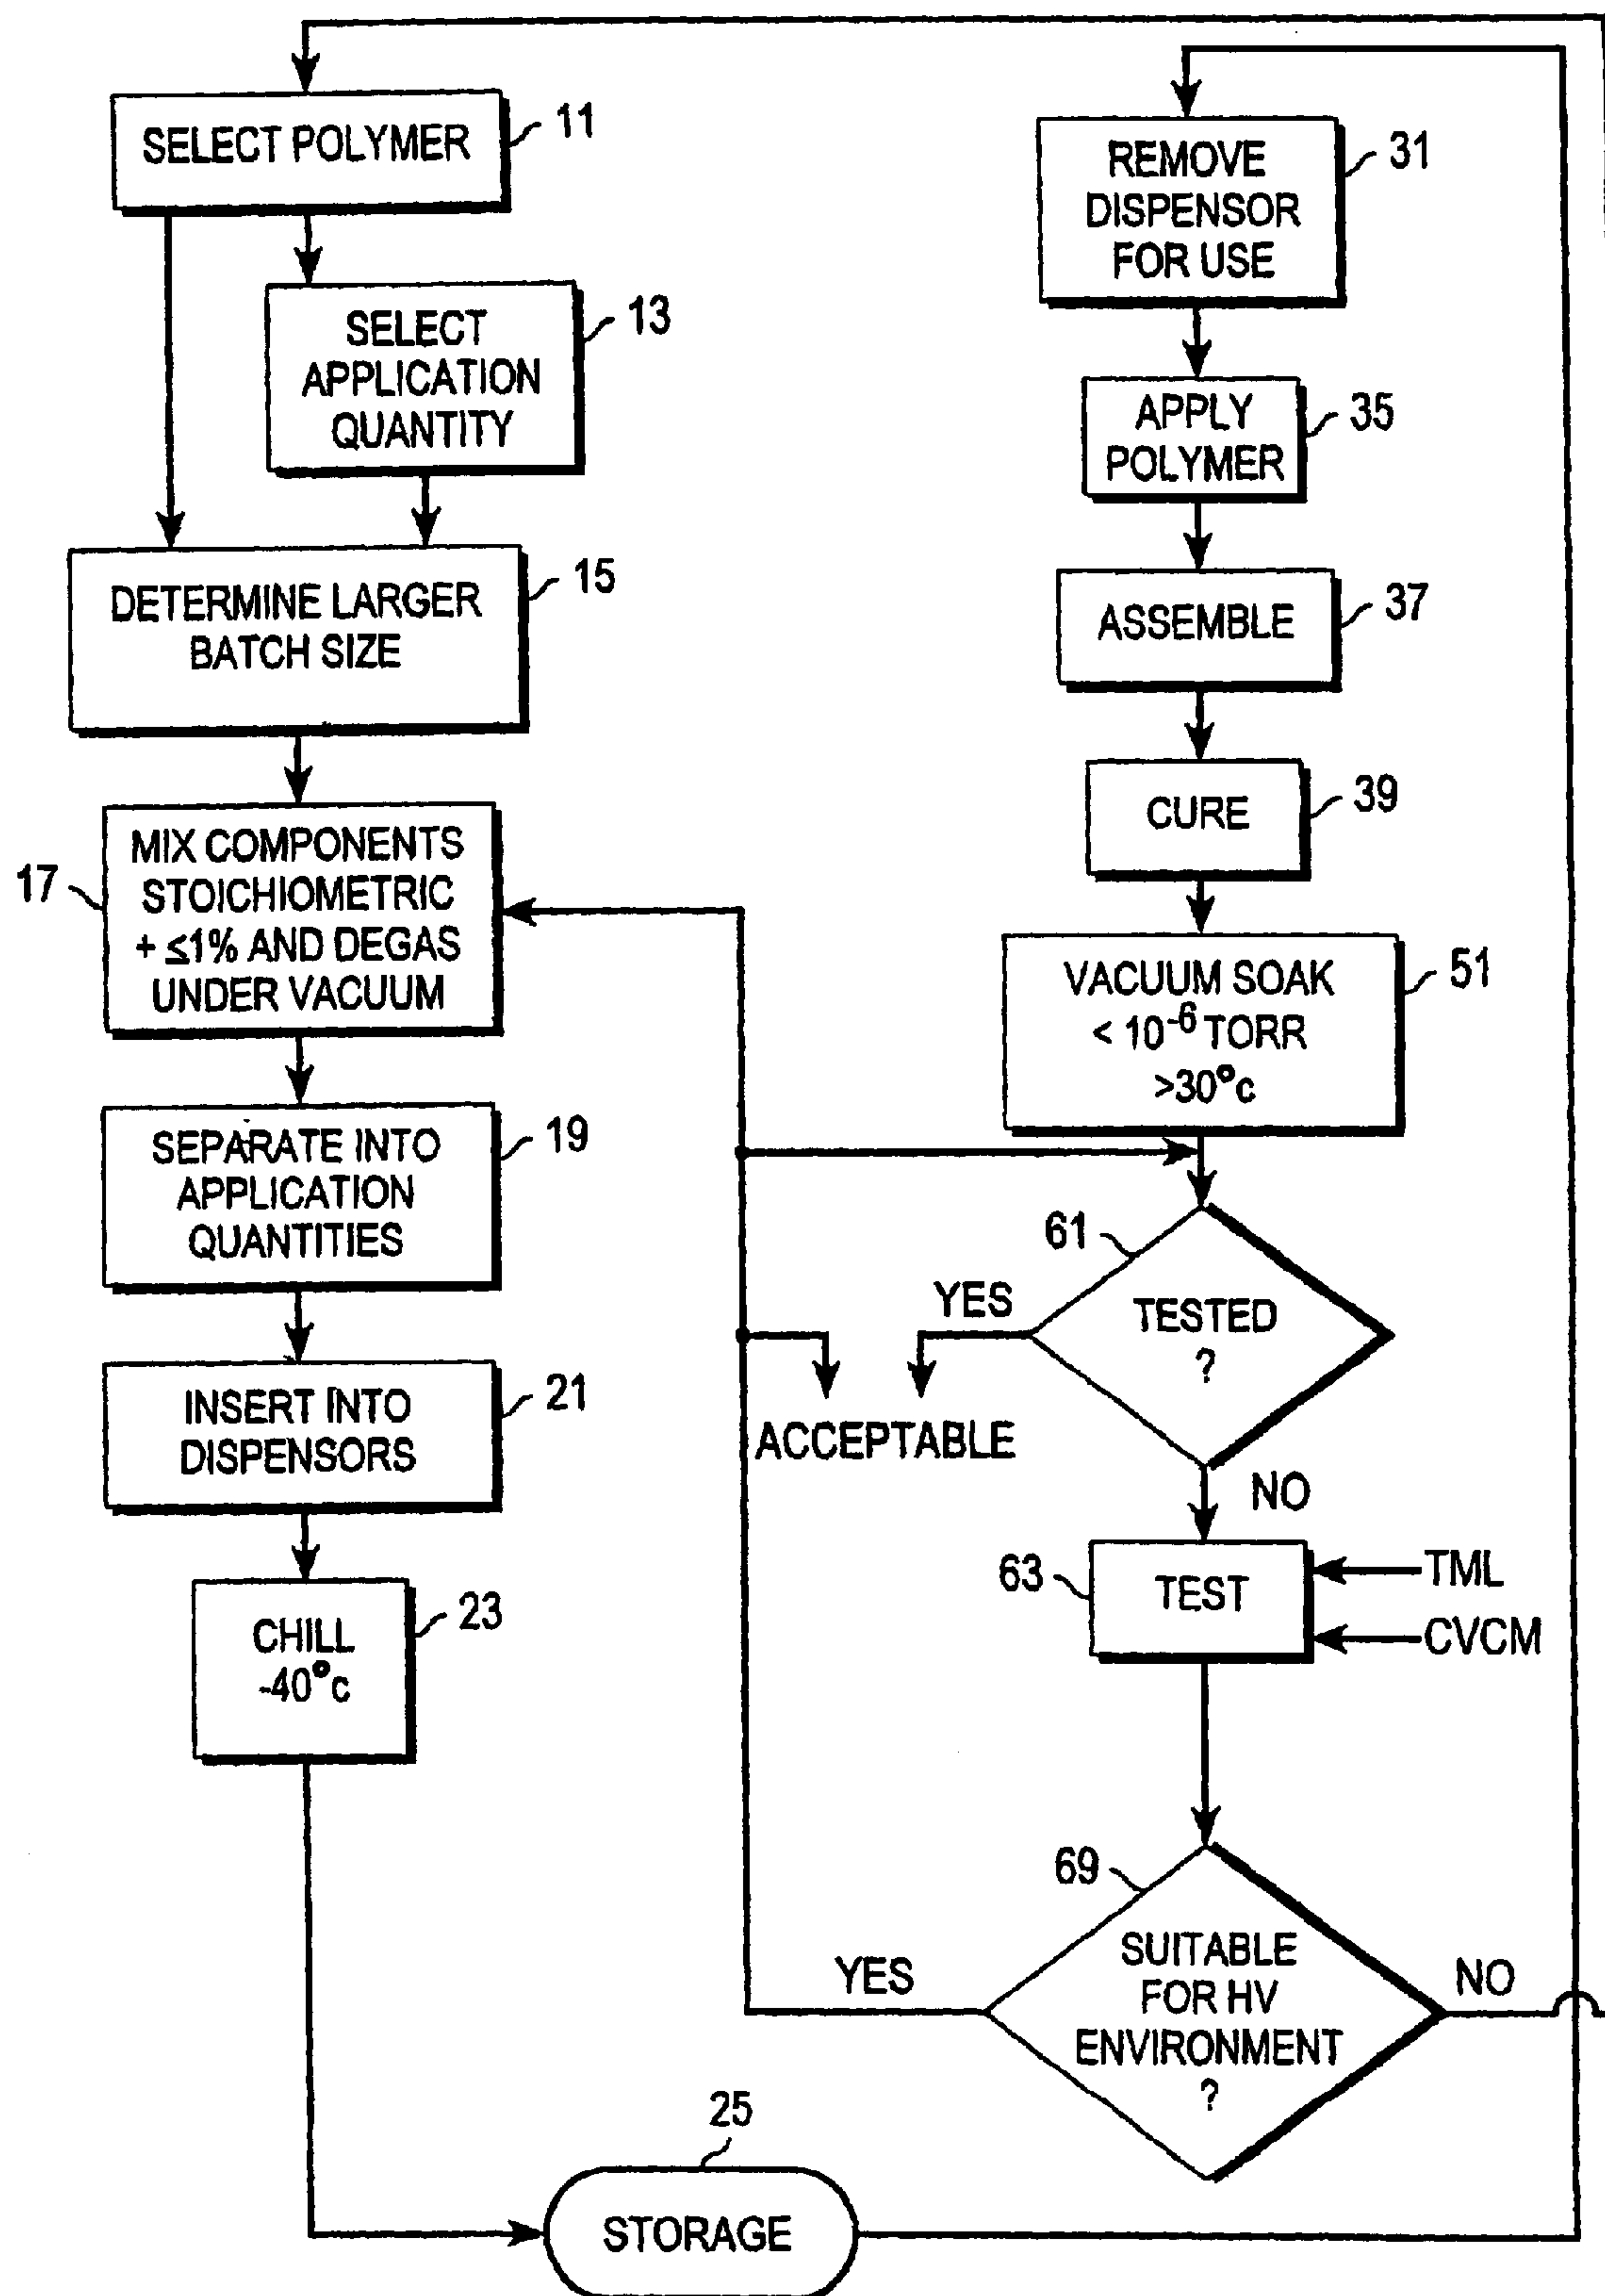 SELECT POLYMER
11
SELECT
APPLICATION
QUANTITY
13
DETERMINE LARGER
BATCH SIZE
15
MIX COMPONENTS
STOICHIOMETRIC
+ ≤1% AND DEGAS
UNDER VACUUM
17
SEPARATE INTO
APPLICATION
QUANTITIES
19
INSERT INTO
DISPENSORS
21
CHILL
-40°c
23
25
STORAGE
REMOVE
DISPENSOR
FOR USE
31
APPLY
POLYMER
35
ASSEMBLE
37
CURE
39
VACUUM SOAK
< 10⁻⁶ TORR
>30°c
51
61
TESTED
?
YES
ACCEPTABLE
NO
63
TEST
TML
CVCM
69
SUITABLE
FOR HV
ENVIRONMENT
?
YES
NO